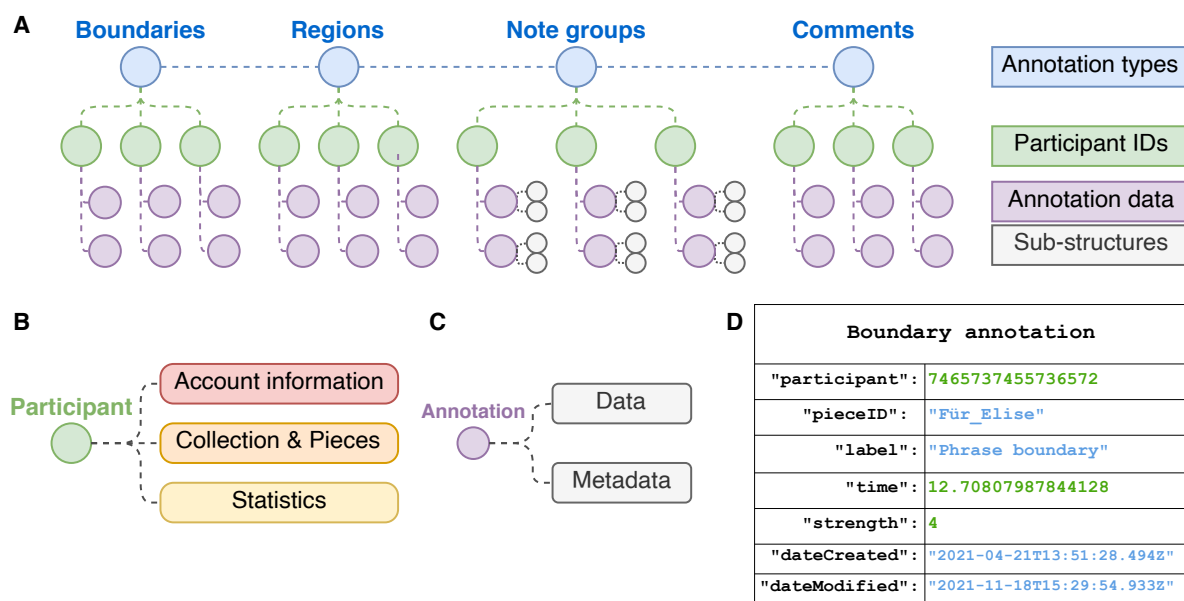 A
Boundaries
Regions
Note groups
Comments
Annotation types
Participant IDs
Annotation data
Sub-structures
B
Participant
Account information
Collection & Pieces
Statistics
C
Annotation
Data
Metadata
D
Boundary annotation
"participant": 7465737455736572
"pieceID": "Für_Elise"
"label": "Phrase boundary"
"time": 12.70807987844128
"strength": 4
"dateCreated": "2021-04-21T13:51:28.494Z"
"dateModified": "2021-11-18T15:29:54.933Z"